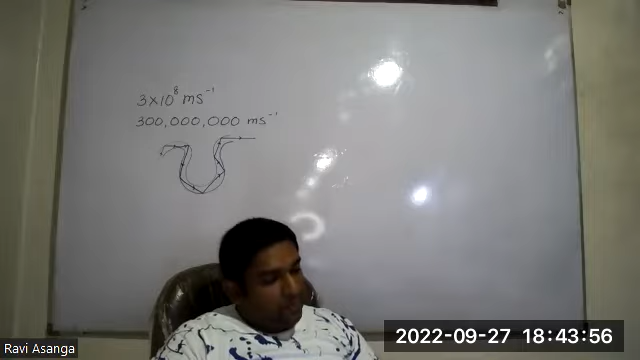 3×10⁸ ms⁻¹
300,000,000 ms⁻¹
Ravi Asanga
2022-09-27 18:43:56